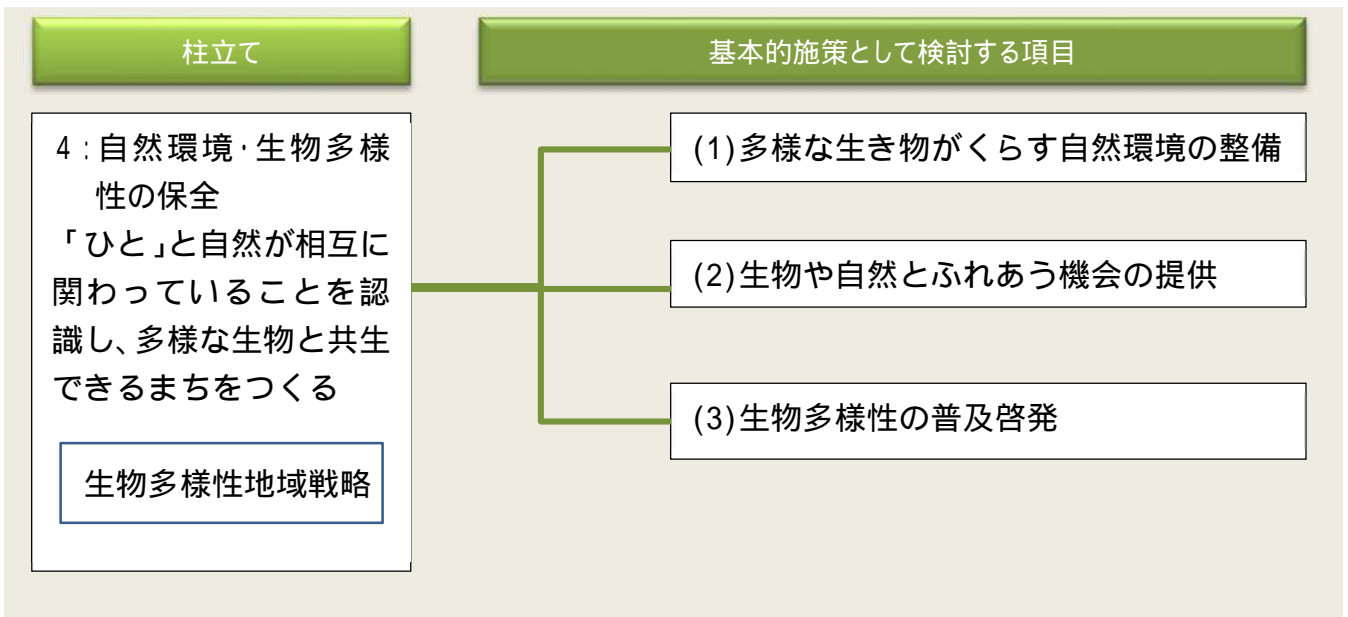 柱立て
基本的施策として検討する項目
4:自然環境・生物多様
性の保全
「ひと」と自然が相互に
関わっていることを認
識し、多様な生物と共生
できるまちをつくる
生物多様性地域戦略
(1)多様な生き物がくらす自然環境の整備
(2)生物や自然とふれあう機会の提供
(3)生物多様性の普及啓発